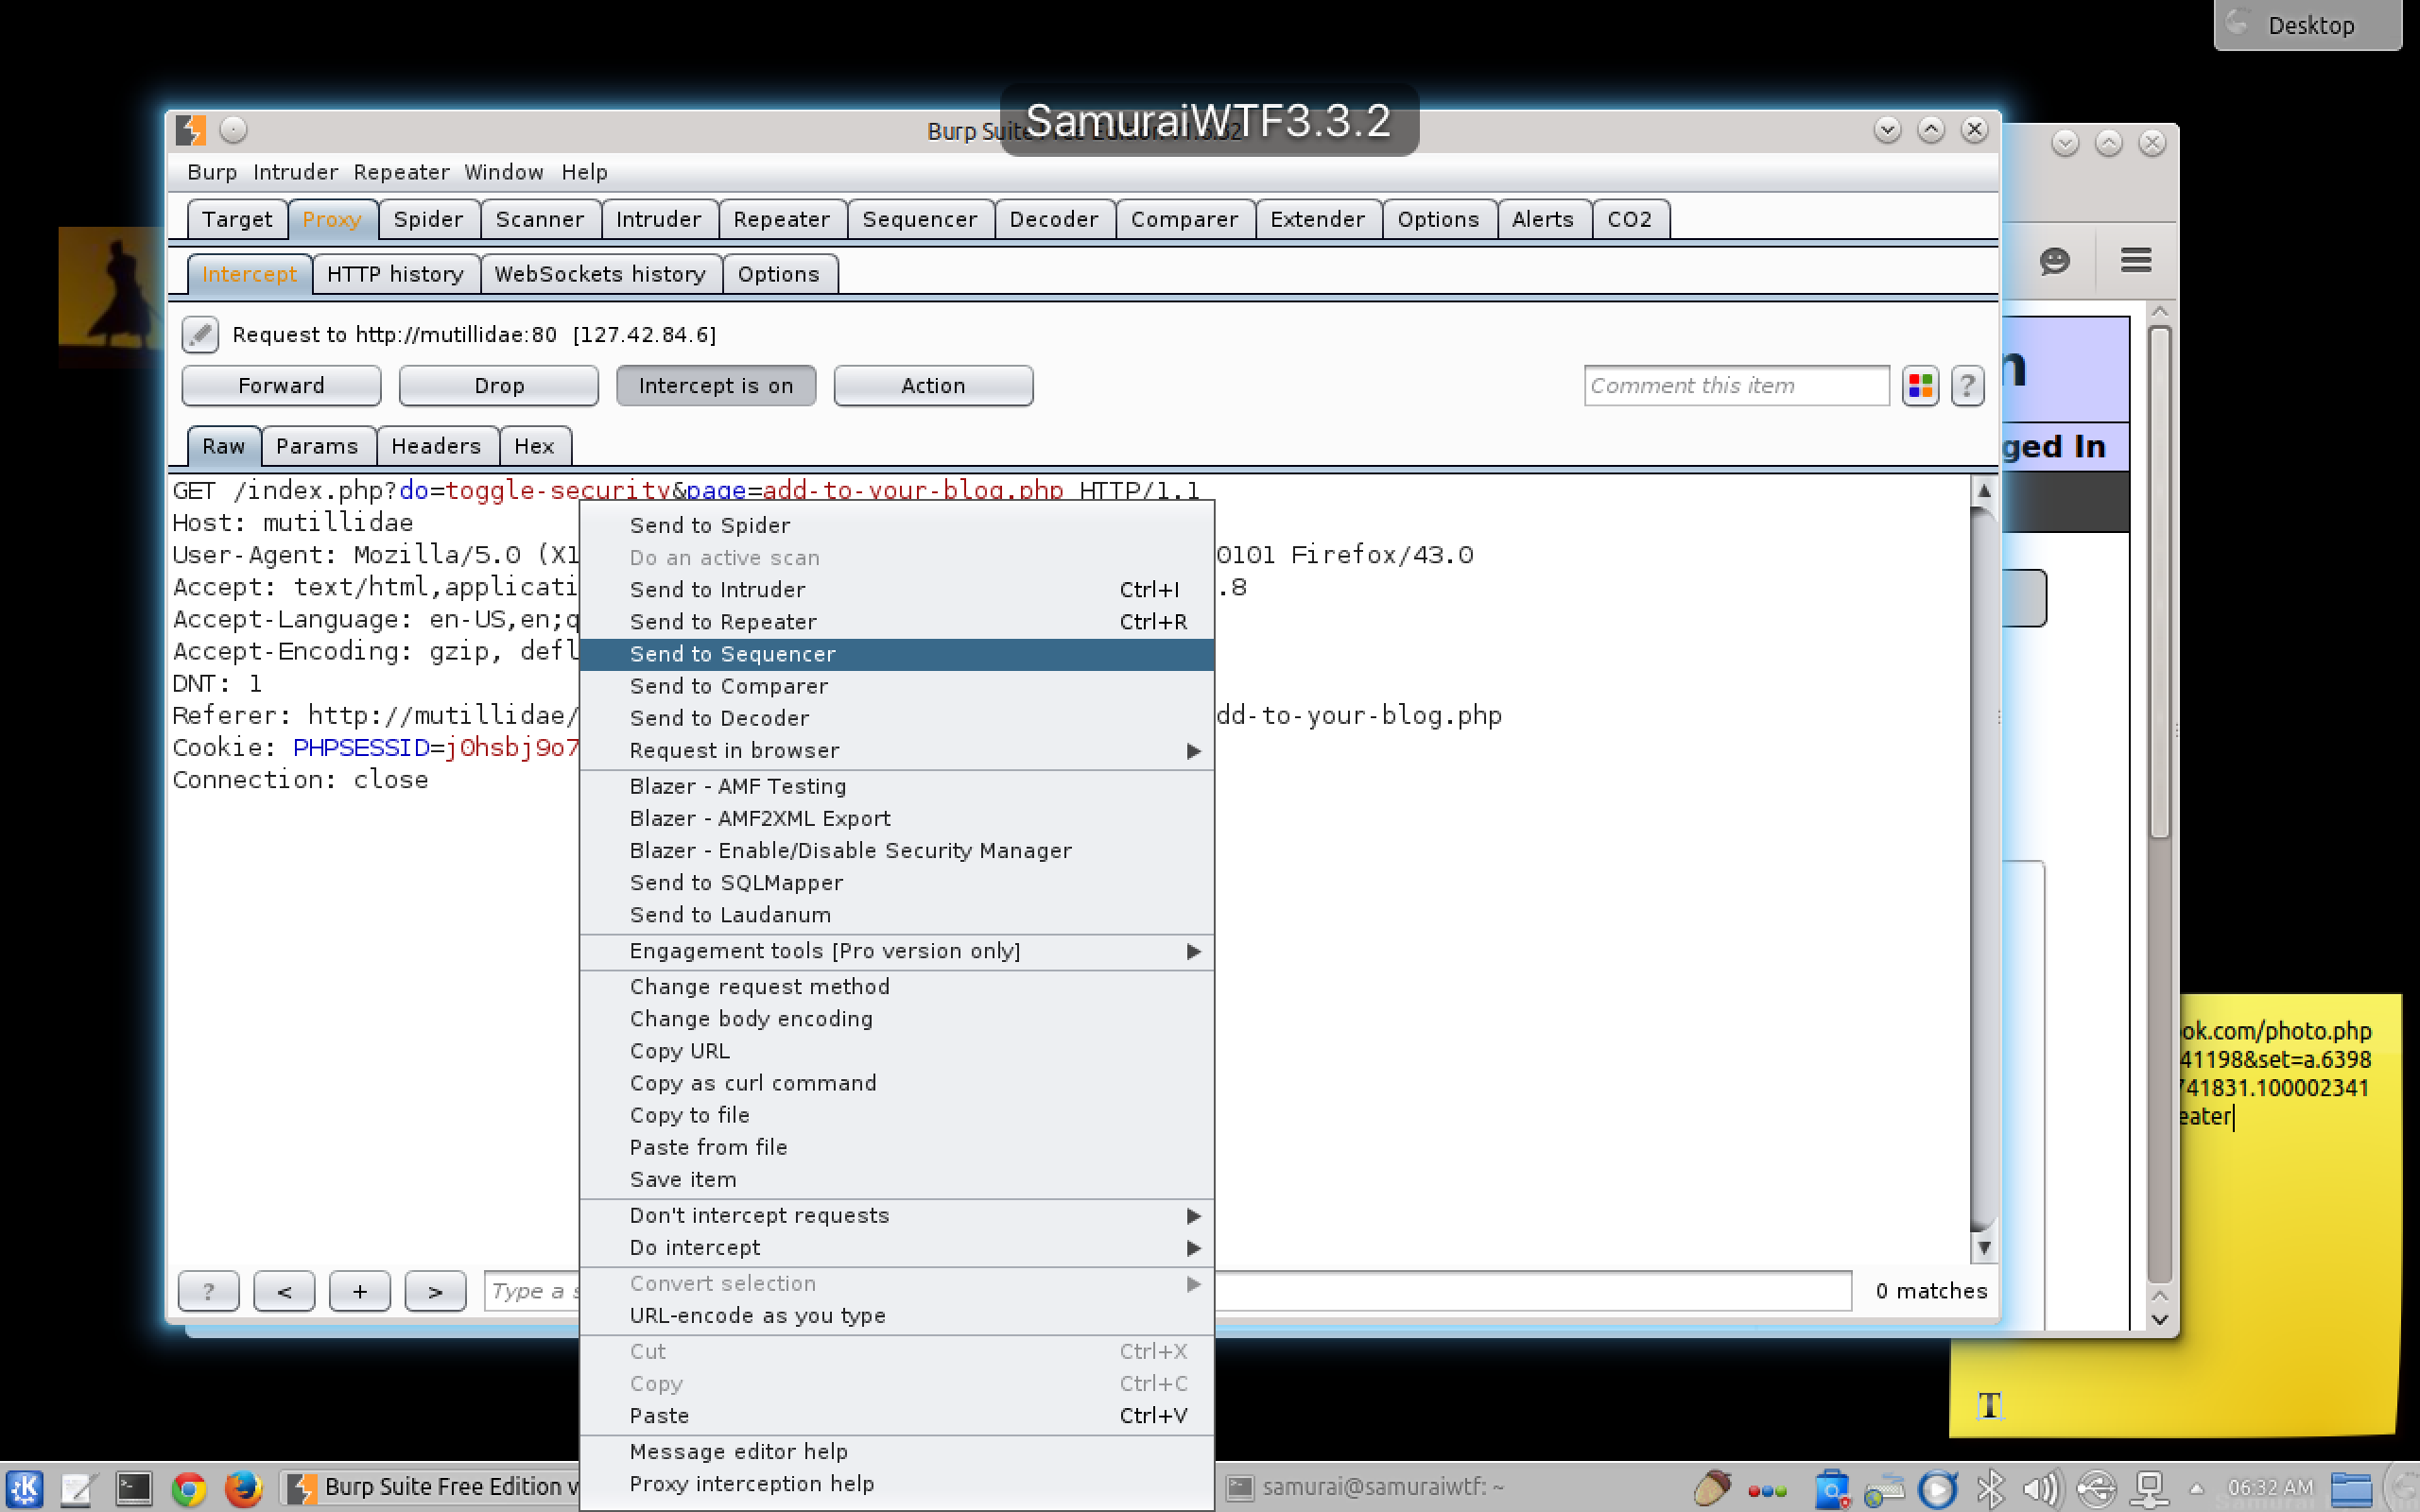 Desktop
SamuraiWTF3.3.2
Burp Suite Free Edition
Burp Intruder Repeater Window Help
Target Proxy Spider Scanner Intruder Repeater Sequencer Decoder Comparer Extender Options Alerts CO2
Intercept HTTP history WebSockets history Options
Request to http://mutillidae:80 [127.42.84.6]
Forward Drop Intercept is on Action Comment this item ?
Raw Params Headers Hex
ged In
GET /index.php?do=toggle-security&page=add-to-your-blog.php HTTP/1.1
Host: mutillidae
User-Agent: Mozilla/5.0 (X1 0101 Firefox/43.0
Accept: text/html,applicati .8
Accept-Language: en-US,en;q
Accept-Encoding: gzip, defl
DNT: 1
Referer: http://mutillidae/ dd-to-your-blog.php
Cookie: PHPSESSID=j0hsbj9o7
Connection: close
Send to Spider
Do an active scan
Send to Intruder Ctrl+I
Send to Repeater Ctrl+R
Send to Sequencer
Send to Comparer
Send to Decoder
Request in browser
Blazer - AMF Testing
Blazer - AMF2XML Export
Blazer - Enable/Disable Security Manager
Send to SQLMapper
Send to Laudanum
Engagement tools [Pro version only]
Change request method
Change body encoding
Copy URL
Copy as curl command
Copy to file
Paste from file
Save item
Don't intercept requests
Do intercept
Convert selection
URL-encode as you type
Cut Ctrl+X
Copy Ctrl+C
Paste Ctrl+V
Message editor help
Proxy interception help
ok.com/photo.php
41198&set=a.6398
741831.100002341
eater
? < + > Type a s 0 matches
T
Burp Suite Free Edition v samurai@samuraiwtf: ~ 06:32 AM